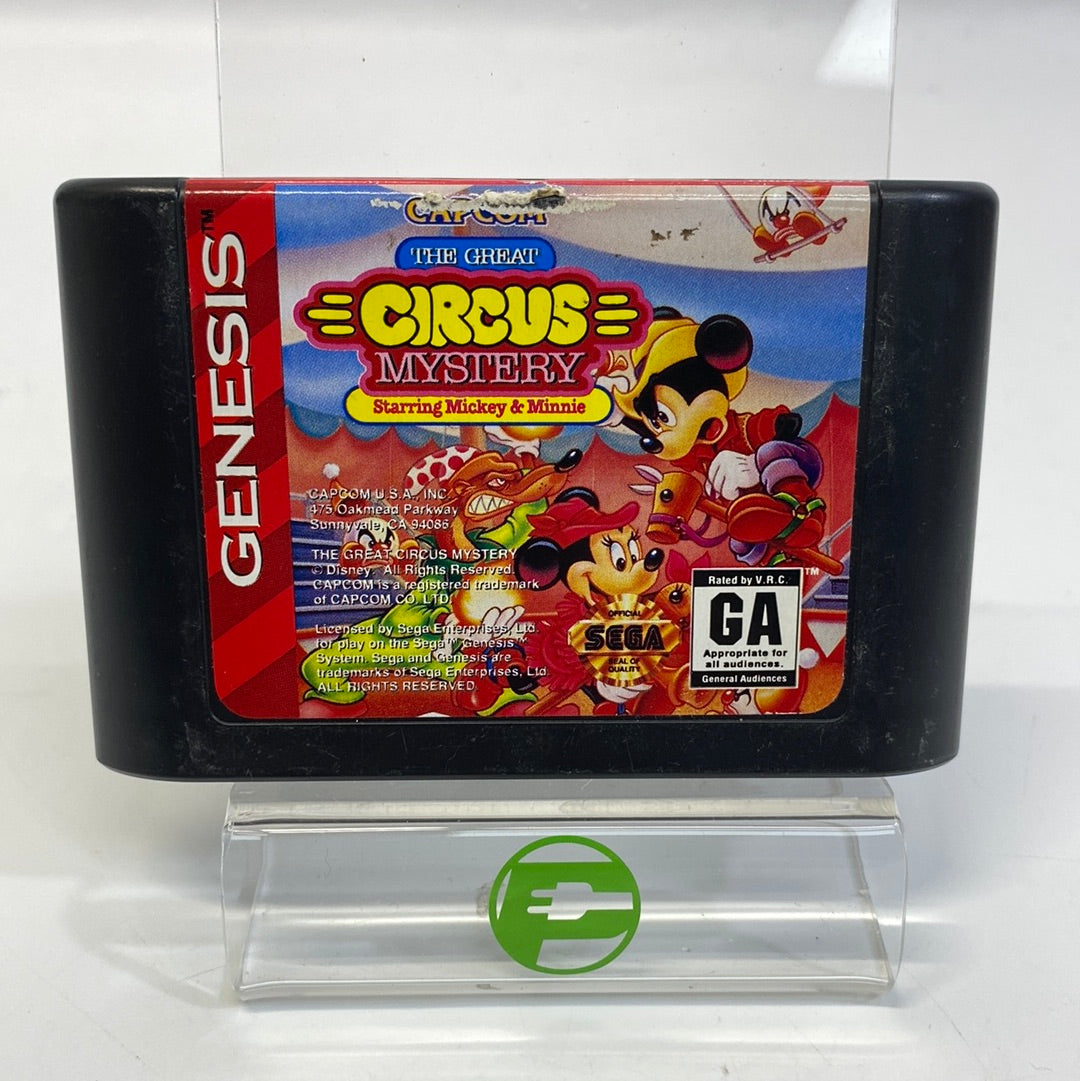 GENESIS™
CAPCOM
THE GREAT
CIRCUS
MYSTERY
Starring Mickey & Minnie
CAPCOM U.S.A., INC.
475 Oakmead Parkway
Sunnyvale, CA 94086
THE GREAT CIRCUS MYSTERY
© Disney. All Rights Reserved.
CAPCOM is a registered trademark
of CAPCOM CO. LTD.
Licensed by Sega Enterprises, Ltd.
for play on the Sega™ Genesis™
System. Sega and Genesis are
trademarks of Sega Enterprises, Ltd.
ALL RIGHTS RESERVED.
OFFICIAL
SEGA
SEAL OF
QUALITY
Rated by V.R.C.
™
GA
Appropriate for
all audiences.
General Audiences